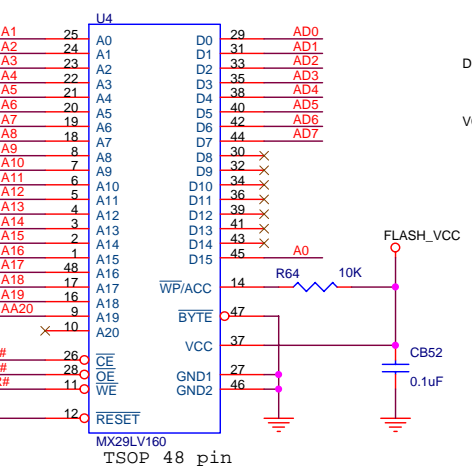 U4
A1 25 A0 D0 29 AD0
A2 24 A1 D1 31 AD1
A3 23 A2 D2 33 AD2
A4 22 A3 D3 35 AD3
A5 21 A4 D4 38 AD4
A6 20 A5 D5 40 AD5
A7 19 A6 D6 42 AD6
A8 18 A7 D7 44 AD7
A9 8 A8 D8 30
A10 7 A9 D9 32
A11 6 A10 D10 34
A12 5 A11 D11 36
A13 4 A12 D12 39
A14 3 A13 D13 41
A15 2 A14 D14 43
A16 1 A15 D15 45 A0
A17 48 A16
A18 17 A17 WP/ACC 14
A19 16 A18
AA20 9 A19 BYTE 47
10 A20
VCC 37
# 26 CE
# 28 OE GND1 27
# 11 WE GND2 46
12 RESET
MX29LV160
TSOP 48 pin
R64 10K
FLASH_VCC
CB52
0.1uF
D